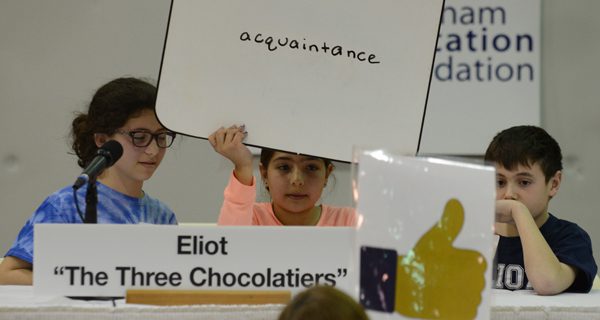 acquaintance
ham
cation
dation
Eliot
"The Three Chocolatiers"